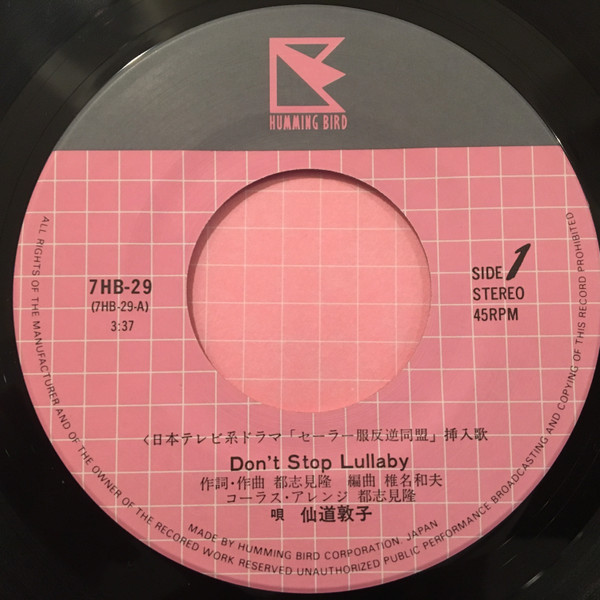 HUMMING BIRD
7HB-29
(7HB-29-A)
3:37
SIDE 1
STEREO
45RPM
<日本テレビ系ドラマ「セーラー服反逆同盟」挿入歌
Don't Stop Lullaby
作詞・作曲 都志見隆 編曲 椎名和夫
コーラス・アレンジ 都志見隆
唄 仙道敦子
MADE BY HUMMING BIRD CORPORATION, JAPAN
ALL RIGHTS OF THE MANUFACTURER AND OF THE OWNER OF THE RECORDED WORK RESERVED UNAUTHORIZED PUBLIC PERFORMANCE BROADCASTING AND COPYING OF THIS RECORD PROHIBITED